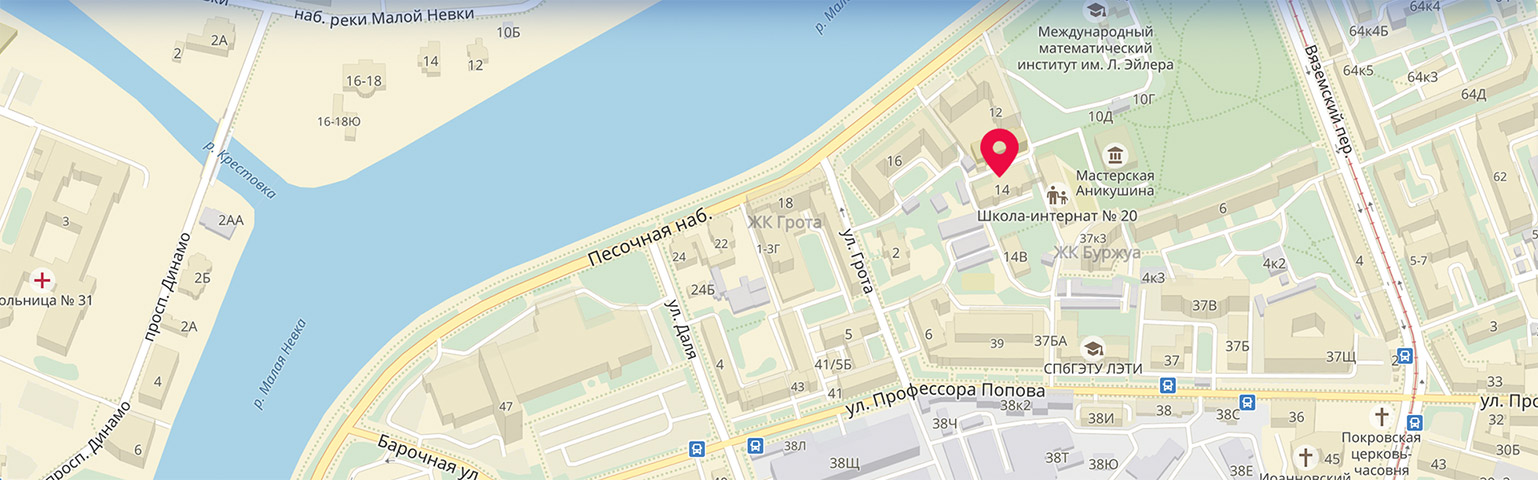 наб. реки Малой Невки
р. Малая
2
2А
14
12
10Б
16-18
16-18Ю
р. Крестовка
3
2АА
ольница № 31
просп. Динамо
2Б
2А
4
6
просп. Динамо
р. Малая Невка
Песочная наб.
24
22
24Б
18
ЖК Грота
1-3Г
ул. Даля
ул. Грота
16
12
14
2
14В
Международный
математический
институт им. Л. Эйлера
10Г
10Д
Мастерская
Аникушина
Школа-интернат № 20
37к3
ЖК Буржуа
6
4к3
4к2
4
Вяземский пер.
64к4
64к4Б
64к5
64к3
64Д
62
5-7
5
3
33
47
4
5
41/5Б
43
41
6
39
37БА
СПбГЭТУ ЛЭТИ
37В
37
37Б
37Щ
2
ул. Профессора Попова
ул. Про
Барочная ул
38Л
38Щ
38Ч
38к2
38Т
38И
38Ю
38
38С
38Е
36
Покровская
церковь-
часовня
Иоанновский
45
43
100